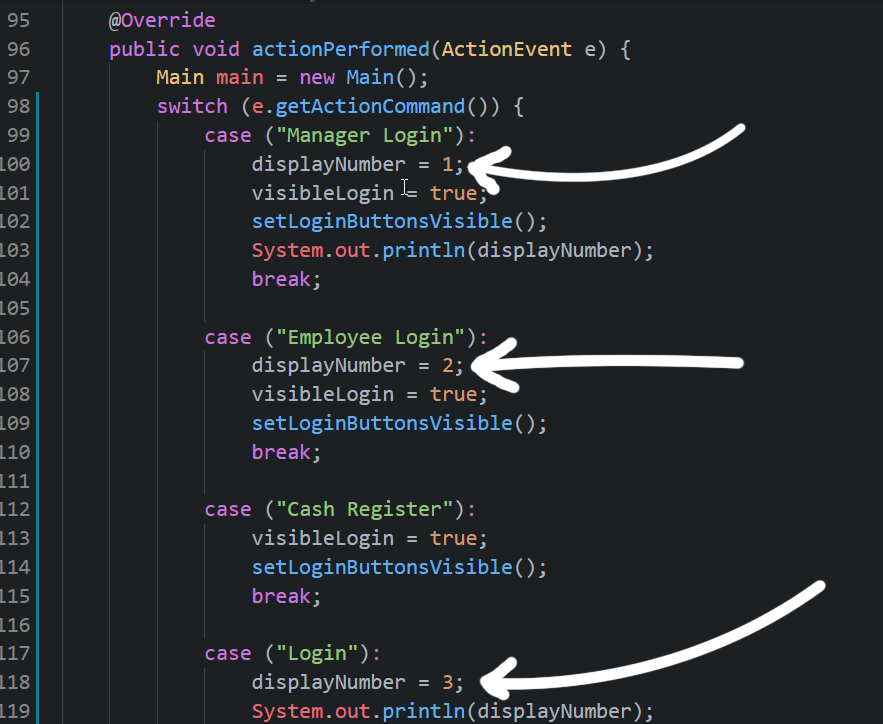 95 @Override
96 public void actionPerformed(ActionEvent e) {
97 Main main = new Main();
98 switch (e.getActionCommand()) {
99 case ("Manager Login"):
100 displayNumber = 1;
101 visibleLogin = true;
102 setLoginButtonsVisible();
103 System.out.println(displayNumber);
104 break;
105
106 case ("Employee Login"):
107 displayNumber = 2;
108 visibleLogin = true;
109 setLoginButtonsVisible();
110 break;
111
112 case ("Cash Register"):
113 visibleLogin = true;
114 setLoginButtonsVisible();
115 break;
116
117 case ("Login"):
118 displayNumber = 3;
119 System.out.println(displayNumber);